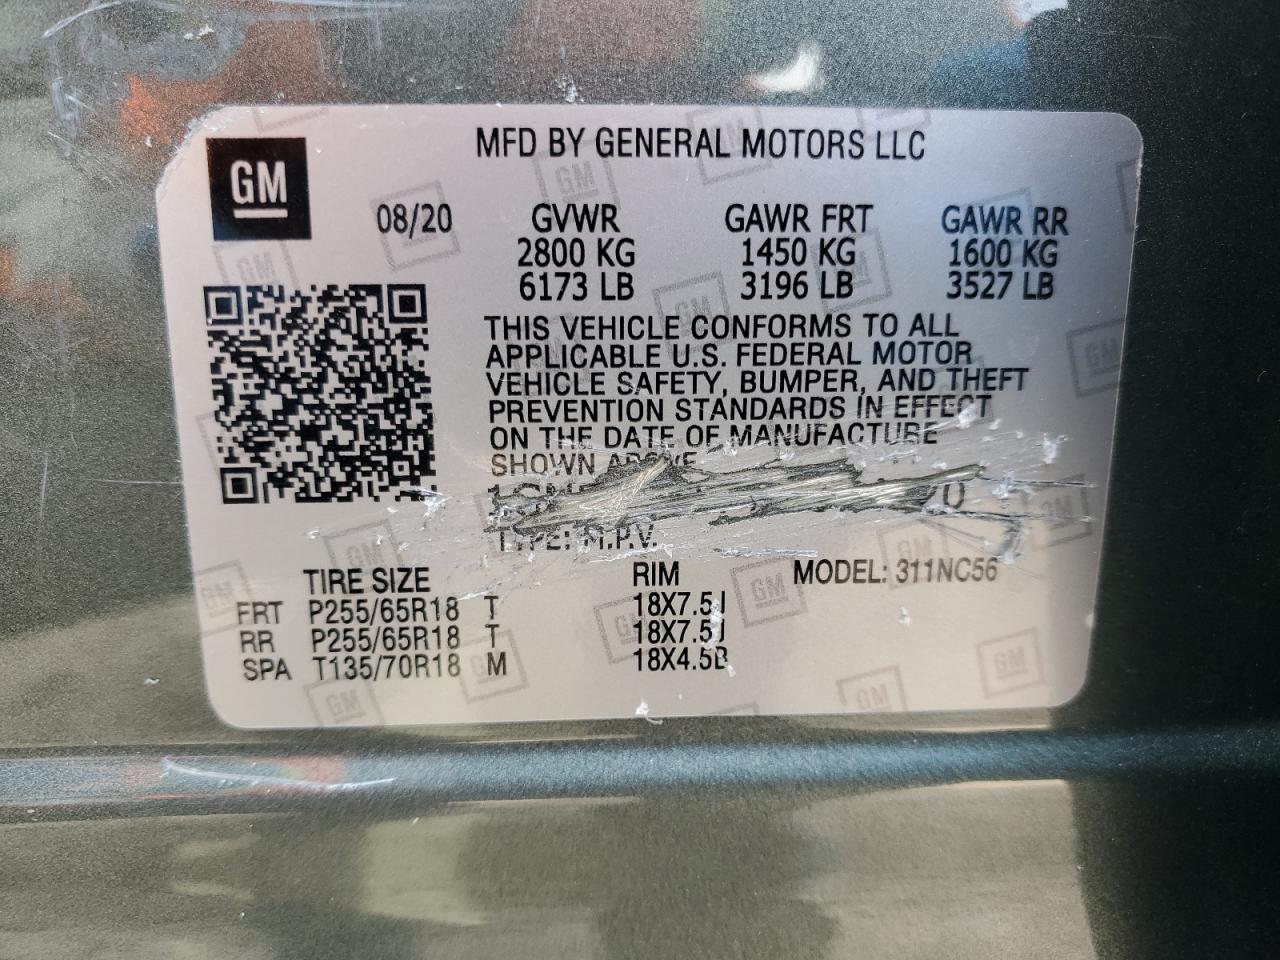 MFD BY GENERAL MOTORS LLC
GM
08/20 GVWR GAWR FRT GAWR RR
2800 KG 1450 KG 1600 KG
6173 LB 3196 LB 3527 LB
THIS VEHICLE CONFORMS TO ALL
APPLICABLE U.S. FEDERAL MOTOR
VEHICLE SAFETY, BUMPER, AND THEFT
PREVENTION STANDARDS IN EFFECT
ON THE DATE OF MANUFACTURE
SHOWN ABOVE
TYPE: M.P.V.
TIRE SIZE RIM MODEL: 311NC56
FRT P255/65R18 T 18X7.5J
RR P255/65R18 T 18X7.5J
SPA T135/70R18 M 18X4.5B